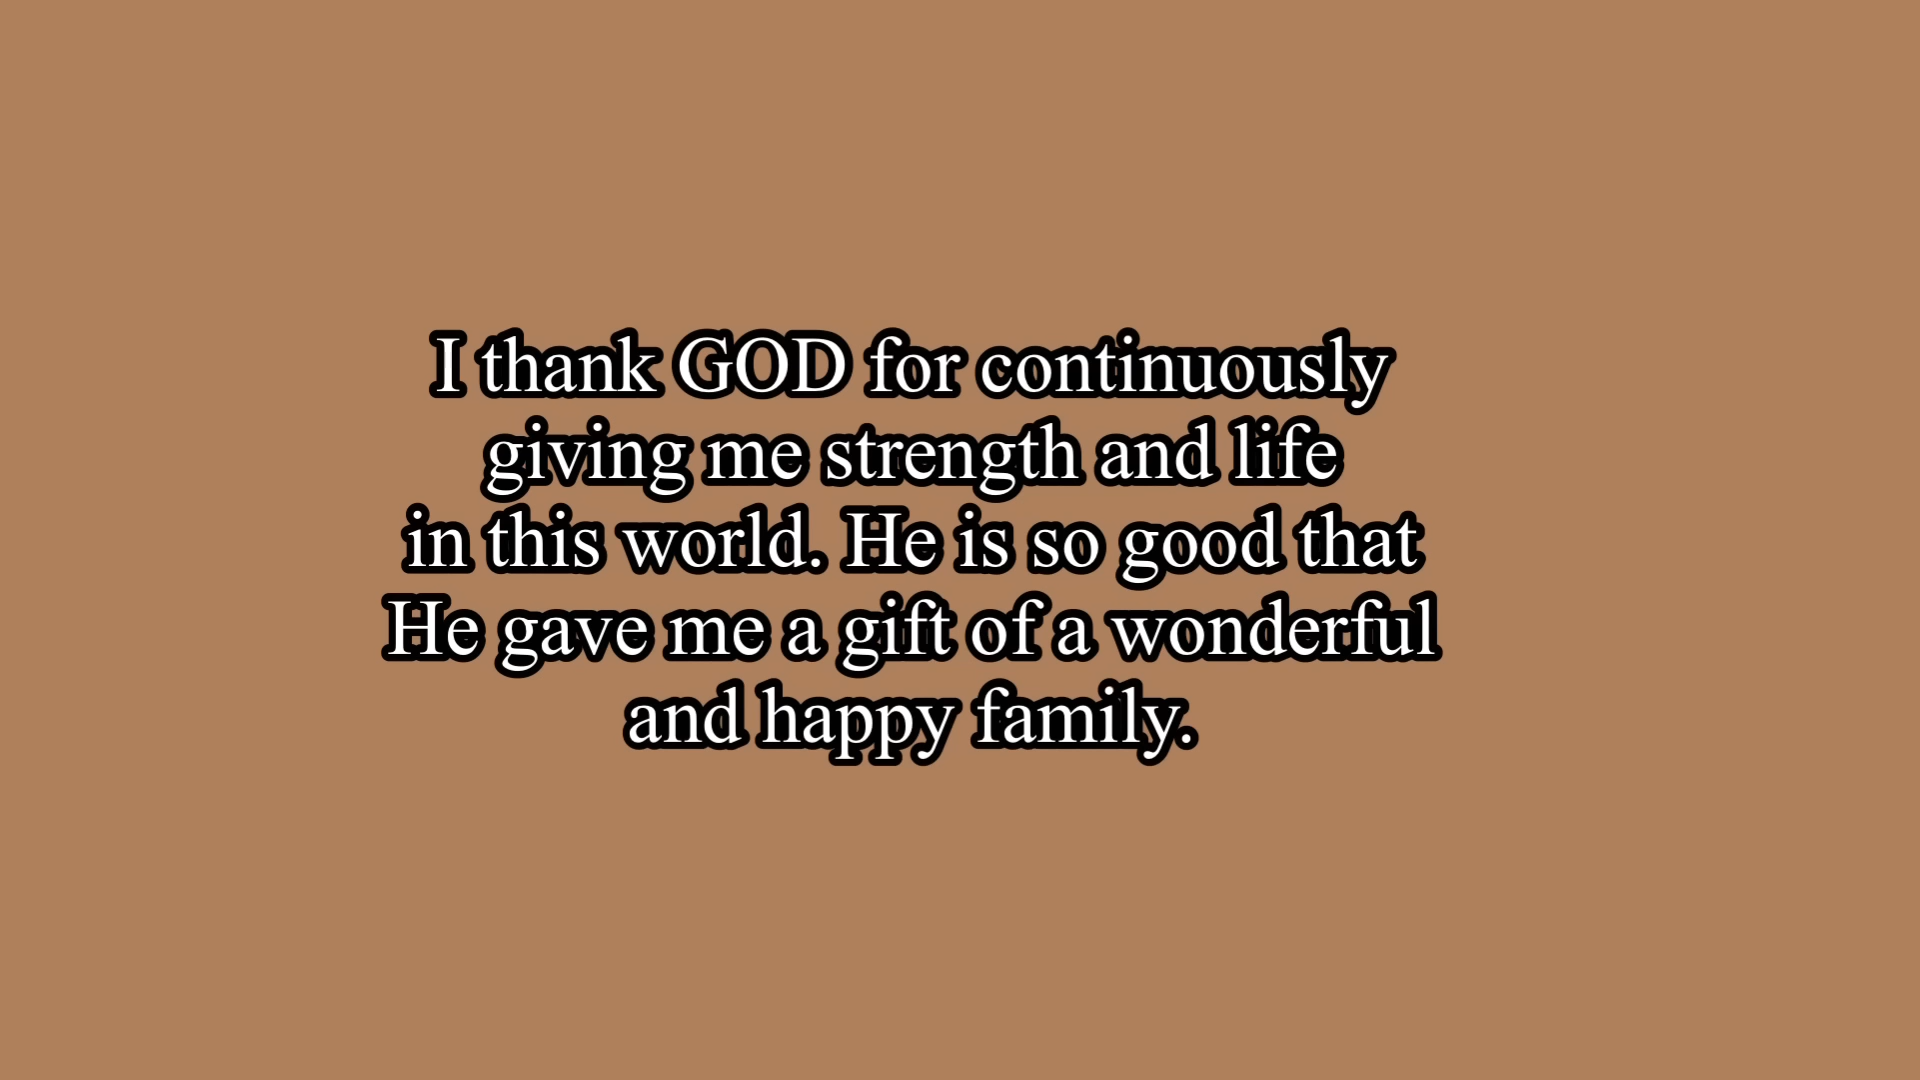 I thank GOD for continuously
giving me strength and life
in this world. He is so good that
He gave me a gift of a wonderful
and happy family.